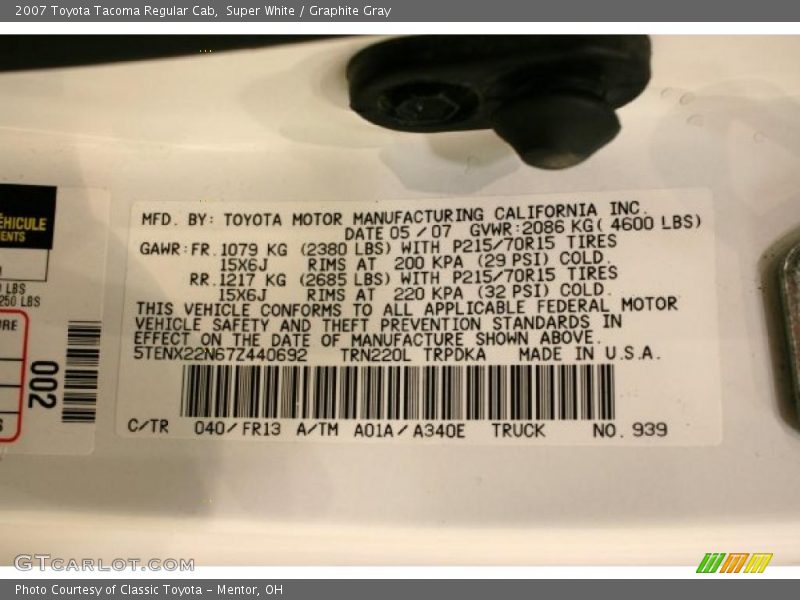 2007 Toyota Tacoma Regular Cab, Super White / Graphite Gray
ÉHICULE
ENTS
LBS
250 LBS
002
MFD. BY: TOYOTA MOTOR MANUFACTURING CALIFORNIA INC.
DATE 05 / 07 GVWR:2086 KG( 4600 LBS)
GAWR:FR.1079 KG (2380 LBS) WITH P215/70R15 TIRES
15X6J RIMS AT 200 KPA (29 PSI) COLD.
RR.1217 KG (2685 LBS) WITH P215/70R15 TIRES
15X6J RIMS AT 220 KPA (32 PSI) COLD.
THIS VEHICLE CONFORMS TO ALL APPLICABLE FEDERAL MOTOR
VEHICLE SAFETY AND THEFT PREVENTION STANDARDS IN
EFFECT ON THE DATE OF MANUFACTURE SHOWN ABOVE.
5TENX22N67Z440692 TRN220L TRPDKA MADE IN U.S.A.
C/TR 040/FR13 A/TM A01A/A340E TRUCK NO. 939
GTCARLOT.COM
Photo Courtesy of Classic Toyota - Mentor, OH